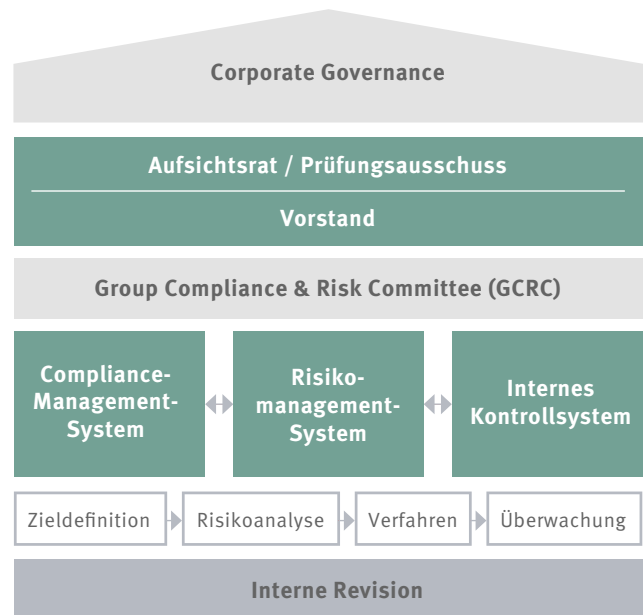 Corporate Governance
Aufsichtsrat / Prüfungsausschuss
Vorstand
Group Compliance & Risk Committee (GCRC)
Compliance-
Management-
System
Risiko-
management-
System
Internes
Kontrollsystem
Zieldefinition
Risikoanalyse
Verfahren
Überwachung
Interne Revision